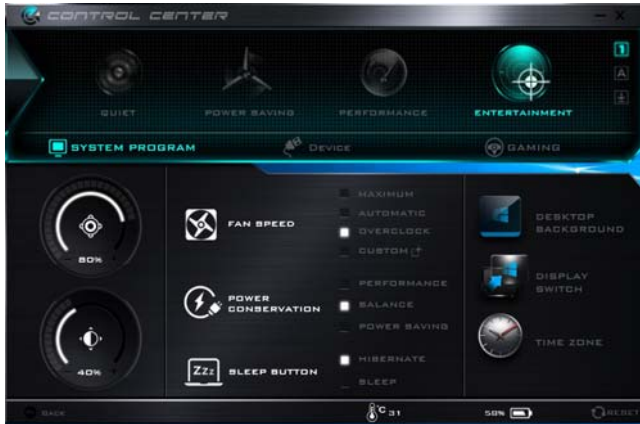 CONTROL CENTER
QUIET
POWER SAVING
PERFORMANCE
ENTERTAINMENT
1
A
SYSTEM PROGRAM
DEVICE
GAMING
80%
40%
FAN SPEED
MAXIMUM
AUTOMATIC
OVERCLOCK
CUSTOM
POWER
CONSERVATION
PERFORMANCE
BALANCE
POWER SAVING
ZZZ
SLEEP BUTTON
HIBERNATE
SLEEP
DESKTOP
BACKGROUND
DISPLAY
SWITCH
TIME ZONE
BACK
°C 31
58%
RESET